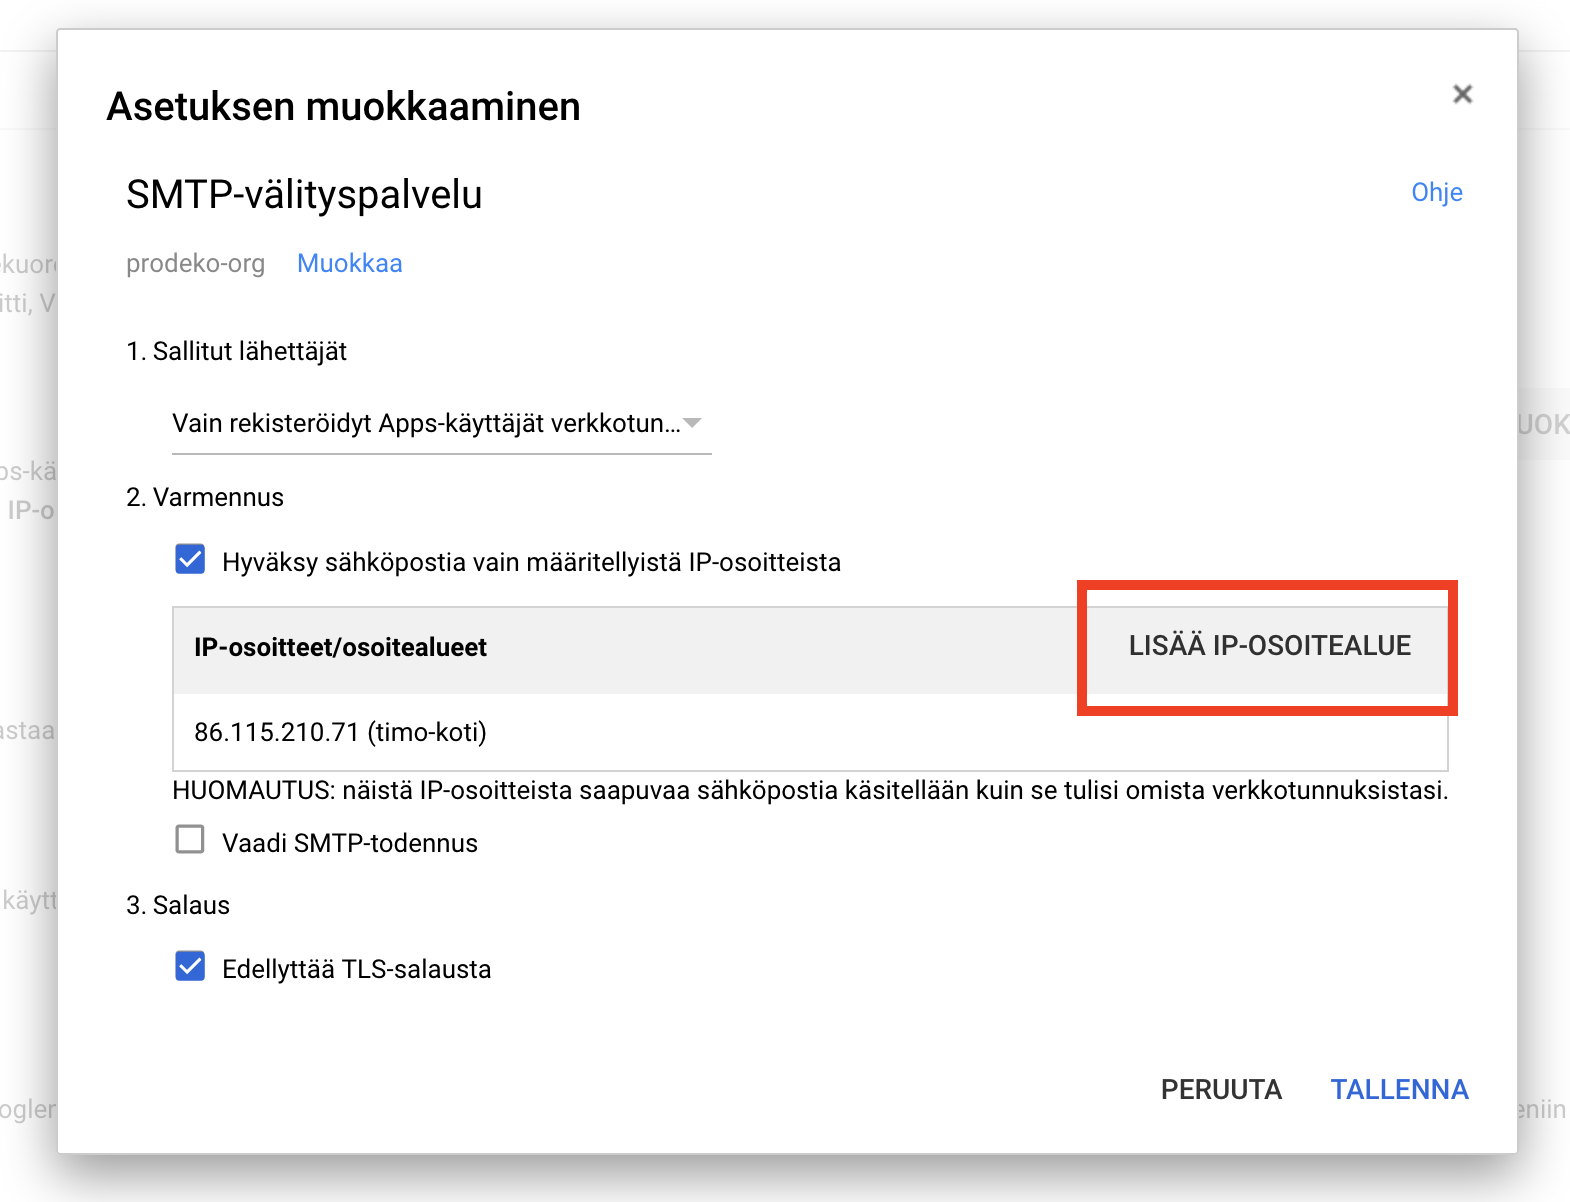 Asetuksen muokkaaminen
SMTP-välityspalvelu
Ohje
prodeko-org Muokkaa
1. Sallitut lähettäjät
Vain rekisteröidyt Apps-käyttäjät verkkotun...
2. Varmennus
Hyväksy sähköpostia vain määritellyistä IP-osoitteista
IP-osoitteet/osoitealueet
LISÄÄ IP-OSOITEALUE
86.115.210.71 (timo-koti)
HUOMAUTUS: näistä IP-osoitteista saapuvaa sähköpostia käsitellään kuin se tulisi omista verkkotunnuksistasi.
Vaadi SMTP-todennus
3. Salaus
Edellyttää TLS-salausta
PERUUTA
TALLENNA